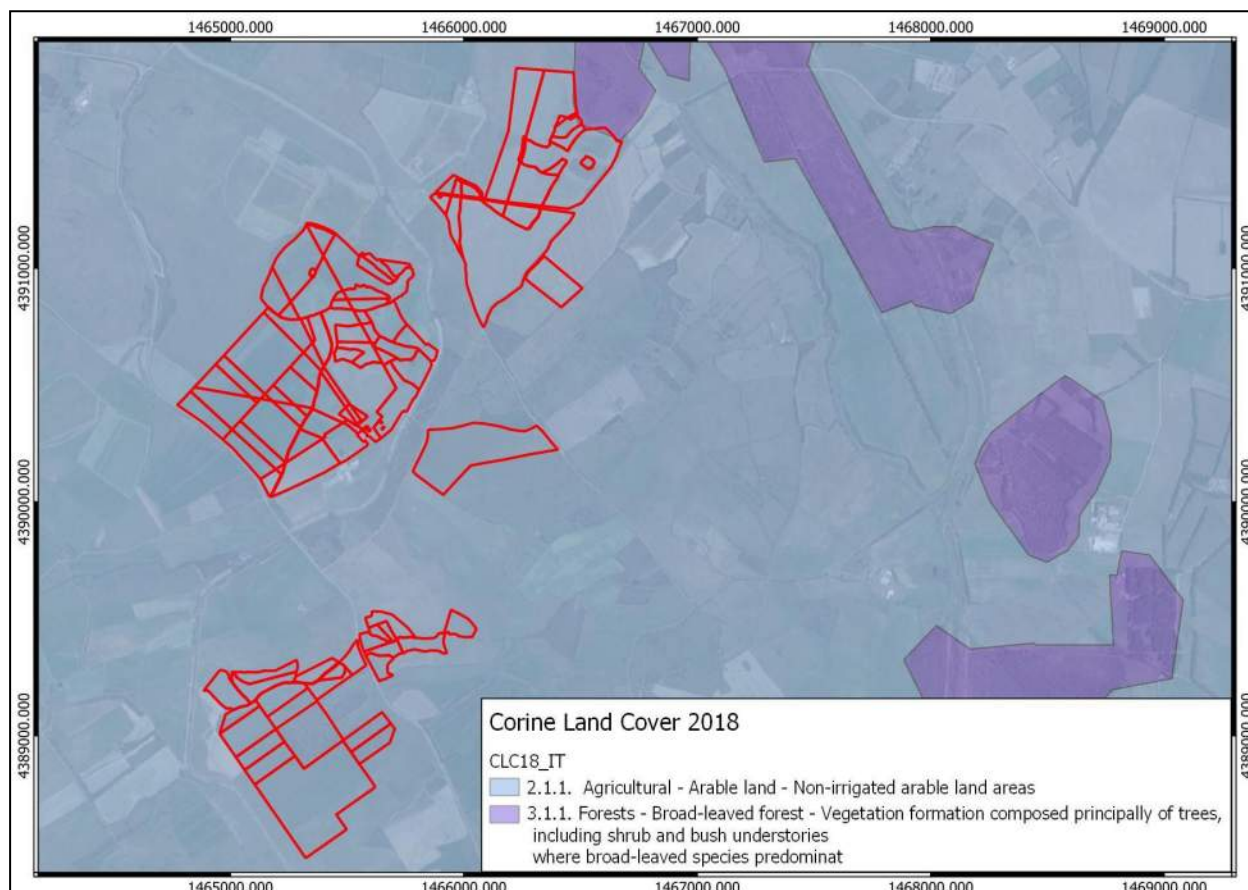 1465000.000 1466000.000 1467000.000 1468000.000 1469000.000
4391000.000 4391000.000
4390000.000 4390000.000
4389000.000 4389000.000
Corine Land Cover 2018
CLC18_IT
2.1.1. Agricultural - Arable land - Non-irrigated arable land areas
3.1.1. Forests - Broad-leaved forest - Vegetation formation composed principally of trees,
including shrub and bush understories
where broad-leaved species predominat
1465000.000 1466000.000 1467000.000 1468000.000 1469000.000